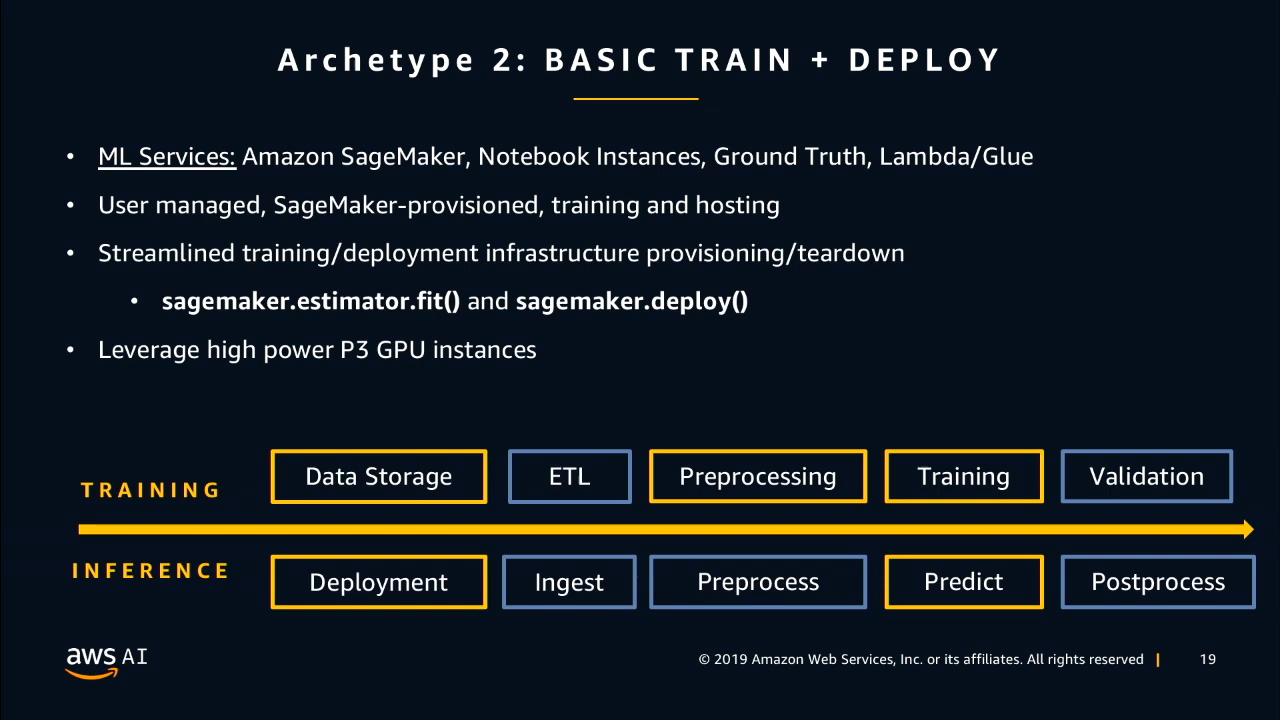 Archetype 2: BASIC TRAIN + DEPLOY
• ML Services: Amazon SageMaker, Notebook Instances, Ground Truth, Lambda/Glue
• User managed, SageMaker-provisioned, training and hosting
• Streamlined training/deployment infrastructure provisioning/teardown
• sagemaker.estimator.fit() and sagemaker.deploy()
• Leverage high power P3 GPU instances
TRAINING
Data Storage
ETL
Preprocessing
Training
Validation
INFERENCE
Deployment
Ingest
Preprocess
Predict
Postprocess
aws AI
© 2019 Amazon Web Services, Inc. or its affiliates. All rights reserved | 19